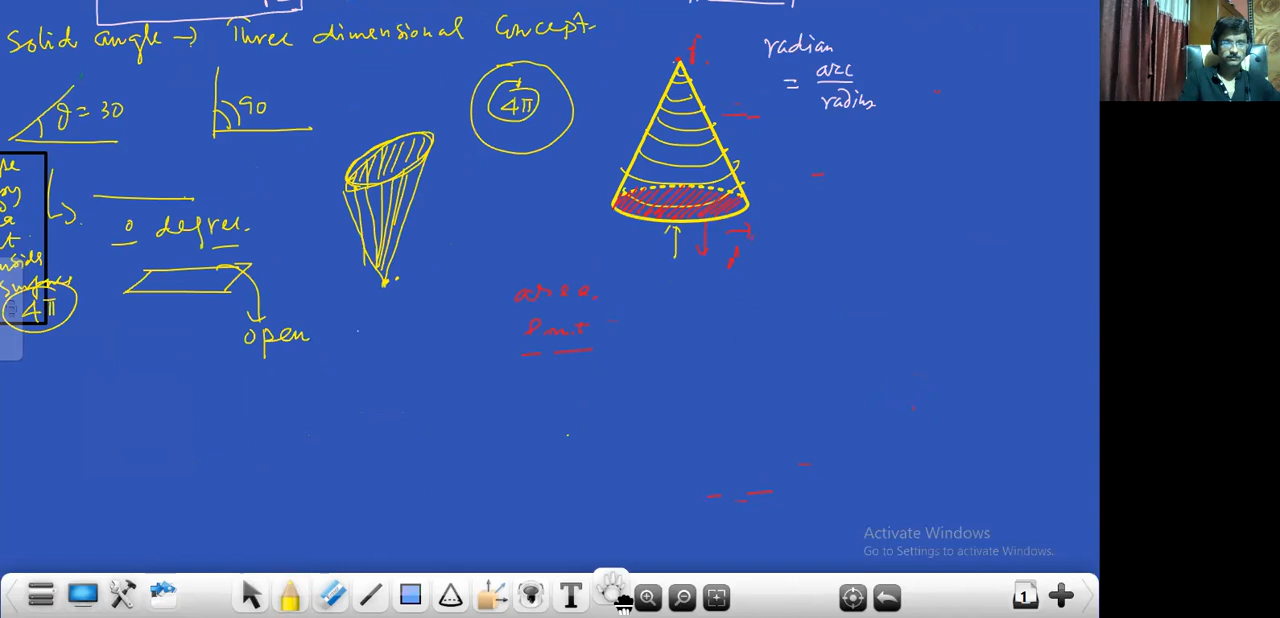 Solid angle → Three dimensional Concept
θ = 30
90
4π
radian
= arc
radius
0 degree.
4π
open
area.
Activate Windows
Go to Settings to activate Windows.
T
1